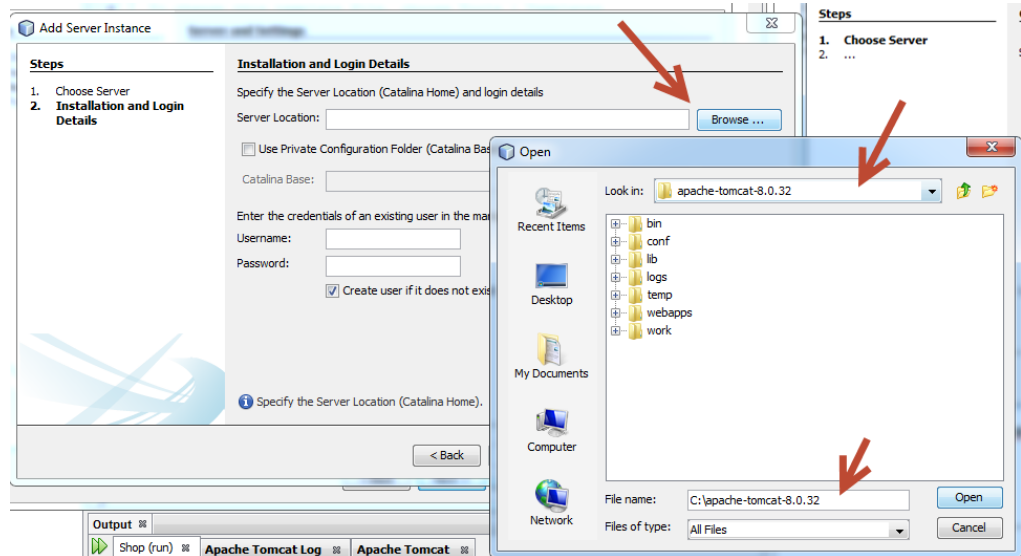 Add Server Instance
Steps
1. Choose Server
2. Installation and Login Details
Installation and Login Details
Specify the Server Location (Catalina Home) and login details
Server Location:
Browse ...
Use Private Configuration Folder (Catalina Bas
Catalina Base:
Enter the credentials of an existing user in the ma
Username:
Password:
Create user if it does not exis
Specify the Server Location (Catalina Home).
< Back
Steps
1. Choose Server
2. ...
Open
Look in:
apache-tomcat-8.0.32
Recent Items
Desktop
My Documents
Computer
Network
bin
conf
lib
logs
temp
webapps
work
File name:
C:\apache-tomcat-8.0.32
Open
Files of type:
All Files
Cancel
Output
Shop (run)
Apache Tomcat Log
Apache Tomcat